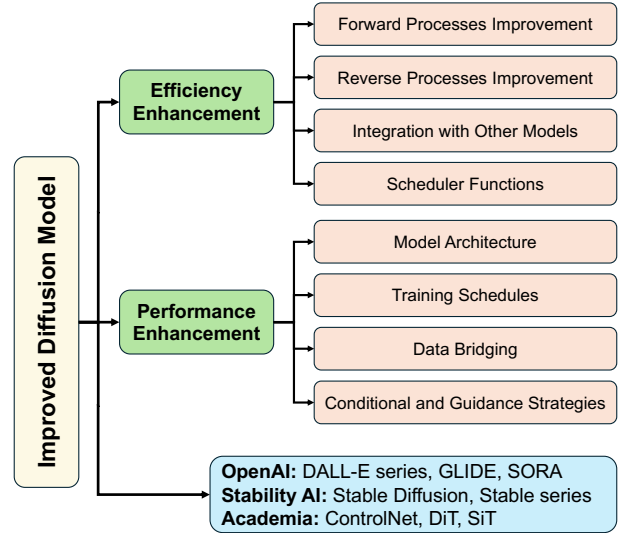 Improved Diffusion Model
Efficiency
Enhancement
Forward Processes Improvement
Reverse Processes Improvement
Integration with Other Models
Scheduler Functions
Performance
Enhancement
Model Architecture
Training Schedules
Data Bridging
Conditional and Guidance Strategies
OpenAI: DALL-E series, GLIDE, SORA
Stability AI: Stable Diffusion, Stable series
Academia: ControlNet, DiT, SiT